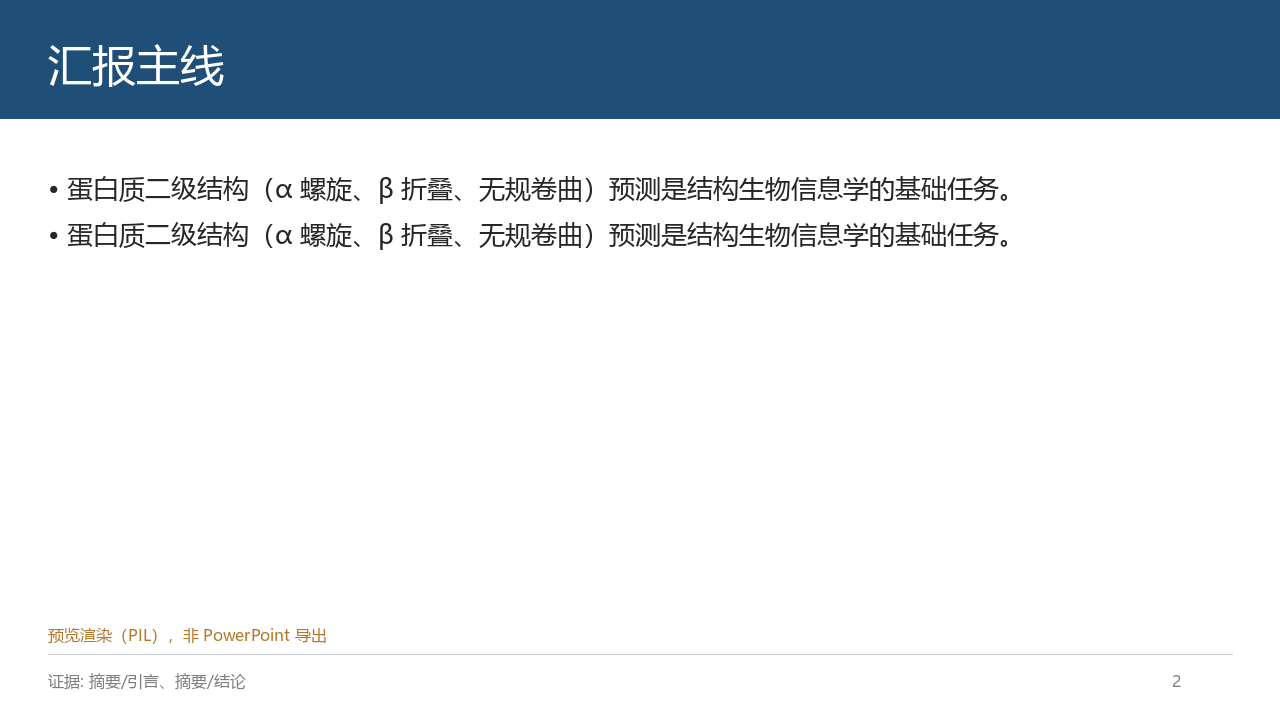 汇报主线
• 蛋白质二级结构（α 螺旋、β 折叠、无规卷曲）预测是结构生物信息学的基础任务。
• 蛋白质二级结构（α 螺旋、β 折叠、无规卷曲）预测是结构生物信息学的基础任务。
预览渲染（PIL），非 PowerPoint 导出
证据: 摘要/引言、摘要/结论
2